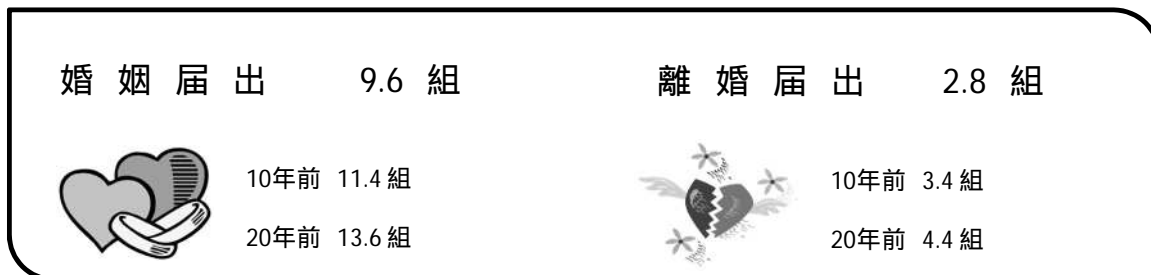 婚姻届出 9.6 組
10年前 11.4 組
20年前 13.6 組
離婚届出 2.8 組
10年前 3.4 組
20年前 4.4 組